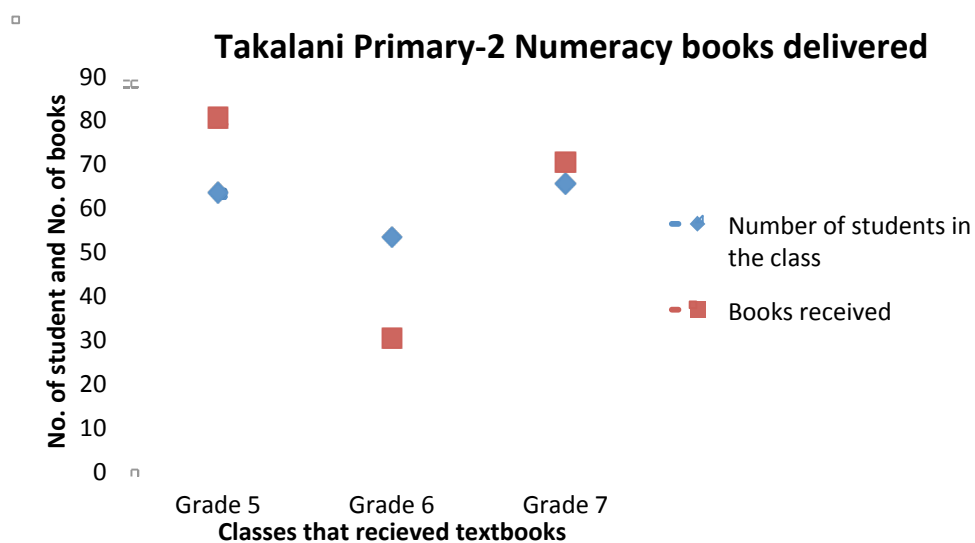 Takalani Primary-2 Numeracy books delivered
No. of student and No. of books
90
80
70
60
50
40
30
20
10
0
Grade 5 Grade 6 Grade 7
Classes that recieved textbooks
Number of students in
the class
Books received